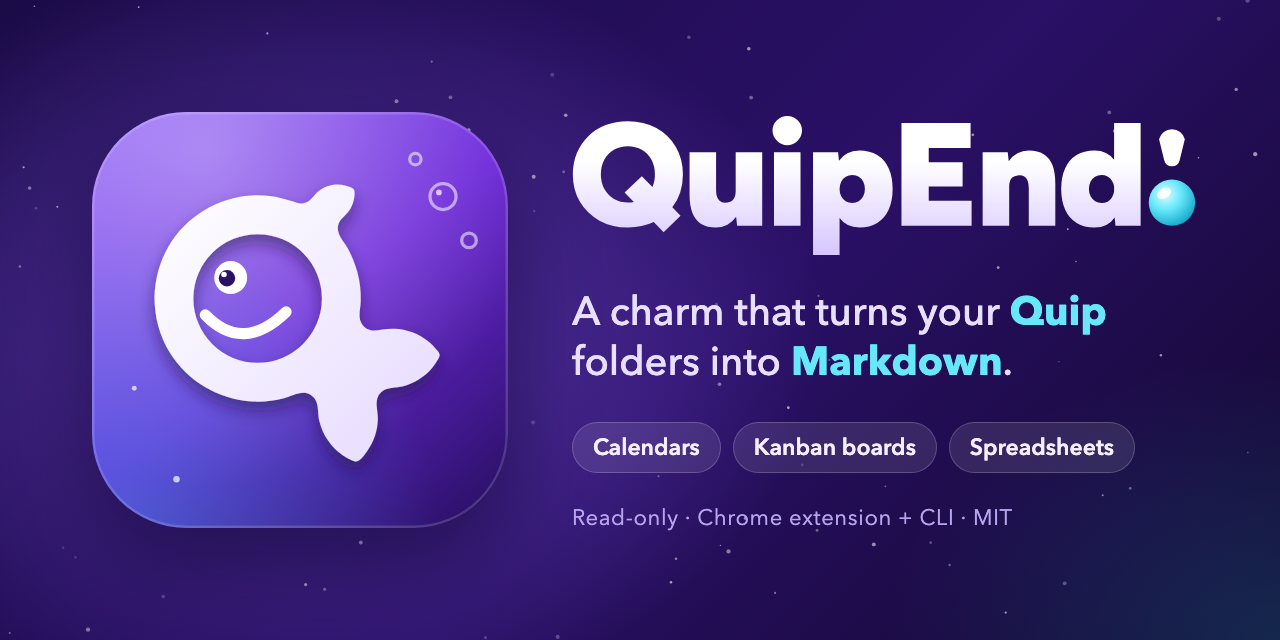 QuipEnd!
A charm that turns your Quip
folders into Markdown.
Calendars
Kanban boards
Spreadsheets
Read-only · Chrome extension + CLI · MIT